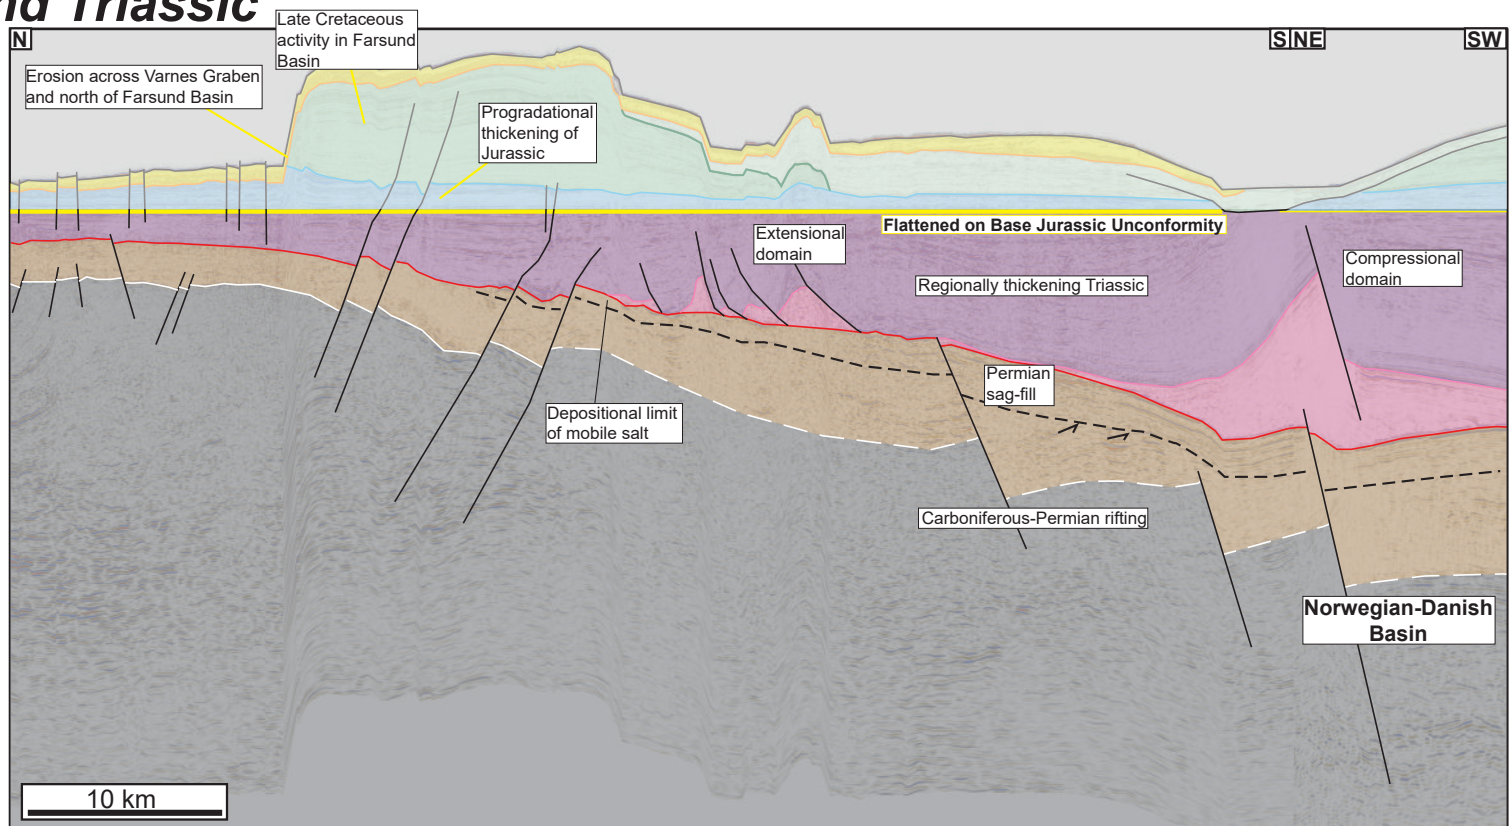 nd Triassic
N
S
NE
SW
Late Cretaceous
activity in Farsund
Basin
Erosion across Varnes Graben
and north of Farsund Basin
Progradational
thickening of
Jurassic
Flattened on Base Jurassic Unconformity
Extensional
domain
Compressional
domain
Regionally thickening Triassic
Permian
sag-fill
Depositional limit
of mobile salt
Carboniferous-Permian rifting
Norwegian-Danish
Basin
10 km